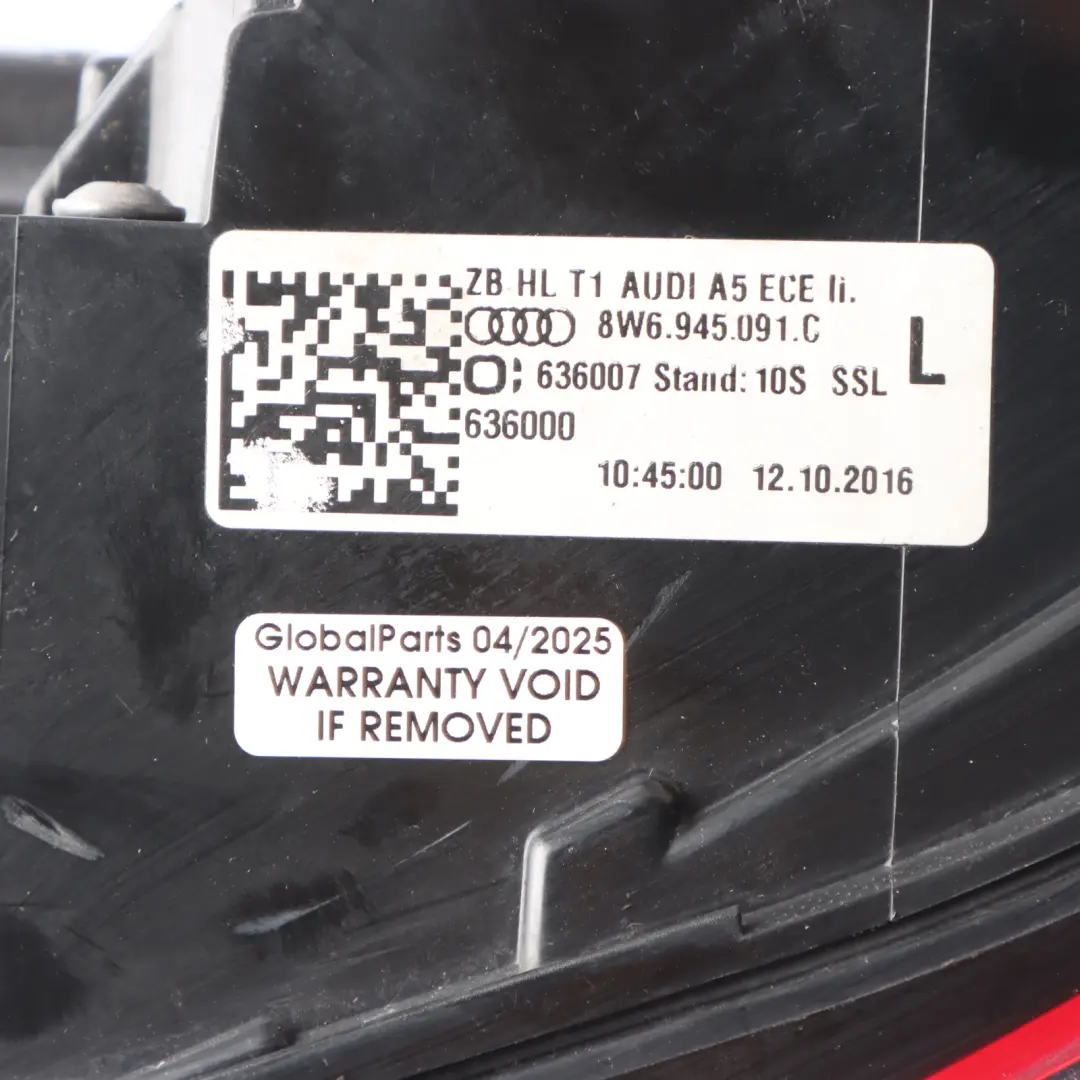 ZB HL T1 AUDI A5 ECE li.
8W6.945.091.C
L
636007 Stand: 10S SSL
636000
10:45:00 12.10.2016
GlobalParts 04/2025
WARRANTY VOID
IF REMOVED